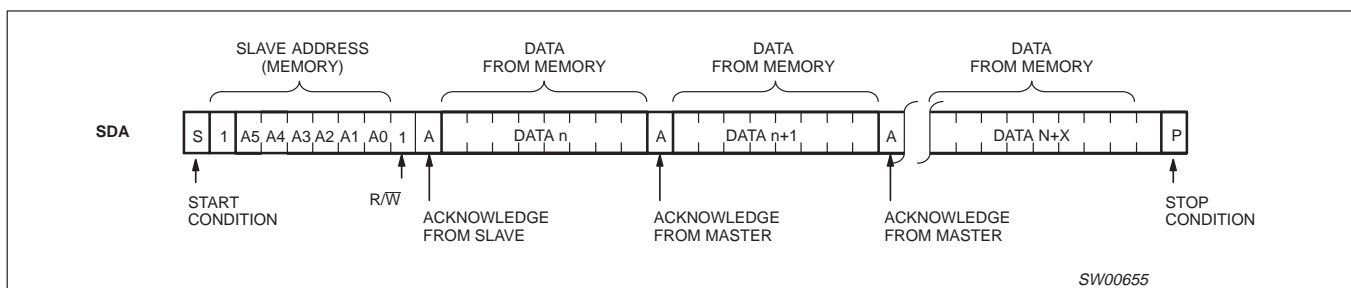 SLAVE ADDRESS
(MEMORY)
DATA
FROM MEMORY
DATA
FROM MEMORY
DATA
FROM MEMORY
SDA
S 1 A5 A4 A3 A2 A1 A0 1 A DATA n A DATA n+1 A DATA N+X P
START
CONDITION
R/W̅
ACKNOWLEDGE
FROM SLAVE
ACKNOWLEDGE
FROM MASTER
ACKNOWLEDGE
FROM MASTER
STOP
CONDITION
SW00655